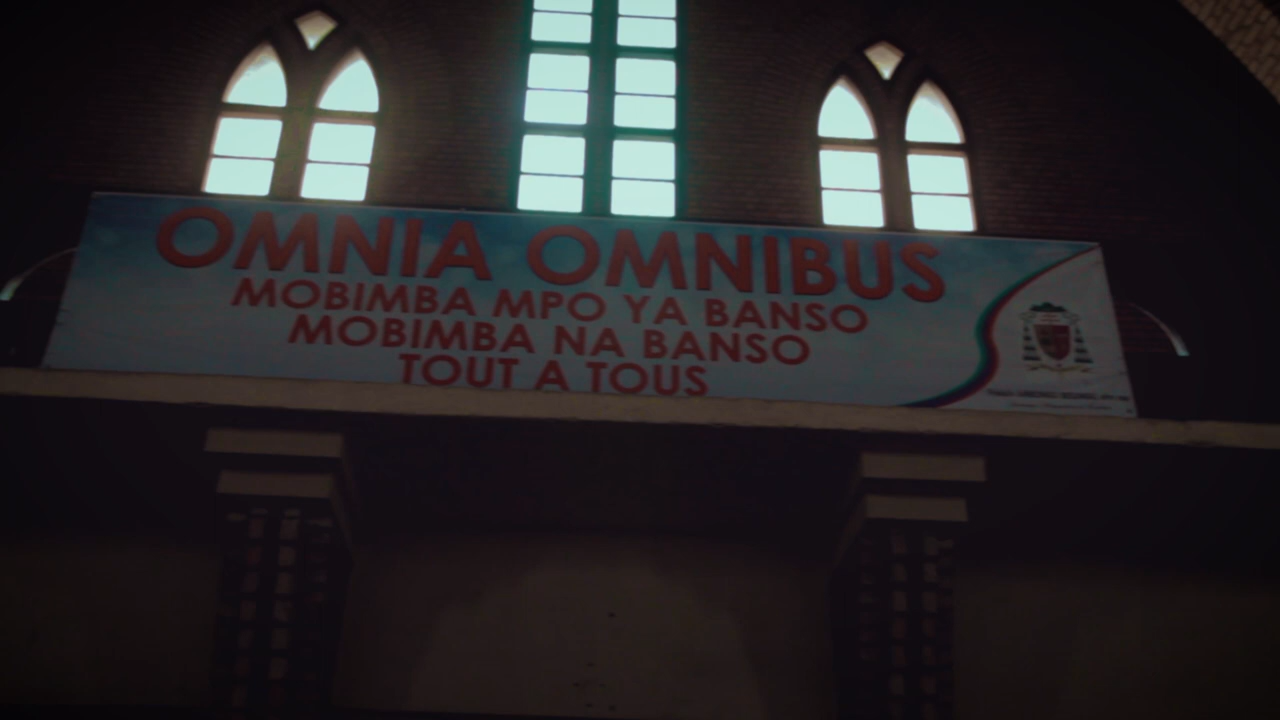 OMNIA OMNIBUS
MOBIMBA MPO YA BANSO
MOBIMBA NA BANSO
TOUT A TOUS